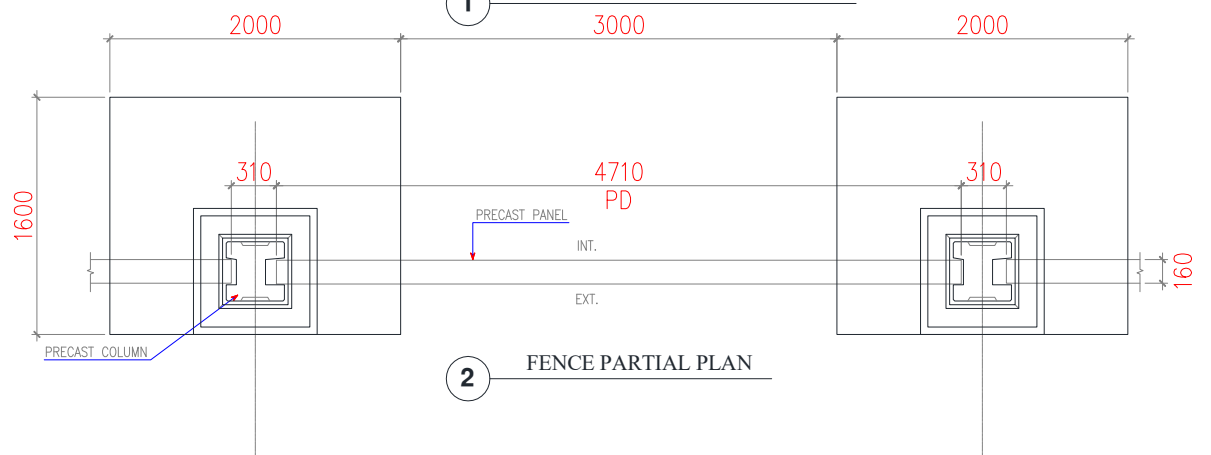 1
2000
3000
2000
310
4710
310
PD
1600
PRECAST PANEL
INT.
160
EXT.
PRECAST COLUMN
2
FENCE PARTIAL PLAN